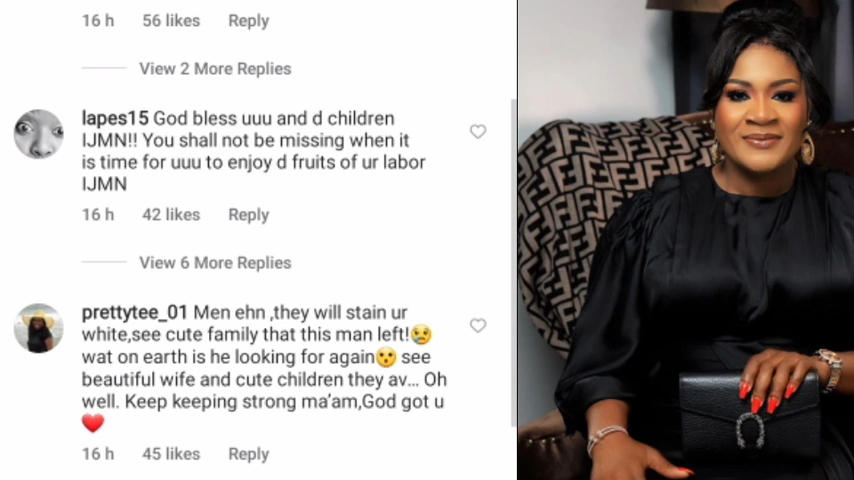 16 h 56 likes Reply
View 2 More Replies
lapes15 God bless uuu and d children
IJMN!! You shall not be missing when it
is time for uuu to enjoy d fruits of ur labor
IJMN
16 h 42 likes Reply
View 6 More Replies
prettytee_01 Men ehn ,they will stain ur
white,see cute family that this man left!😢
wat on earth is he looking for again😯 see
beautiful wife and cute children they av... Oh
well. Keep keeping strong ma'am,God got u
❤️
16 h 45 likes Reply